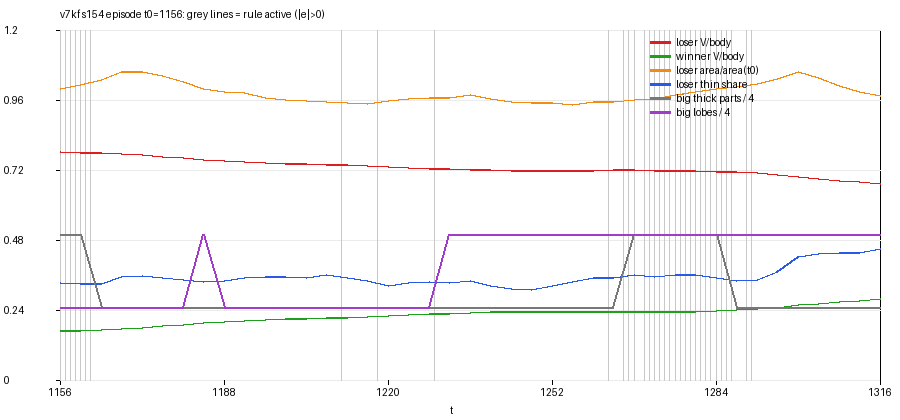 v7kf s154 episode t0=1156: grey lines = rule active (|e|>0)
1.2
loser V/body
winner V/body
loser area/area(t0)
loser thin share
big thick parts / 4
big lobes / 4
0.96
0.72
0.48
0.24
0
1156
1188
1220
1252
1284
1316
t